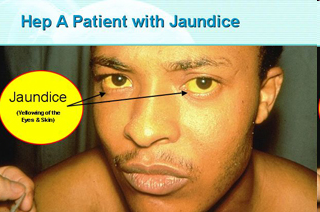 Hep A Patient with Jaundice
Jaundice
(Yellowing of the
Eyes & Skin)